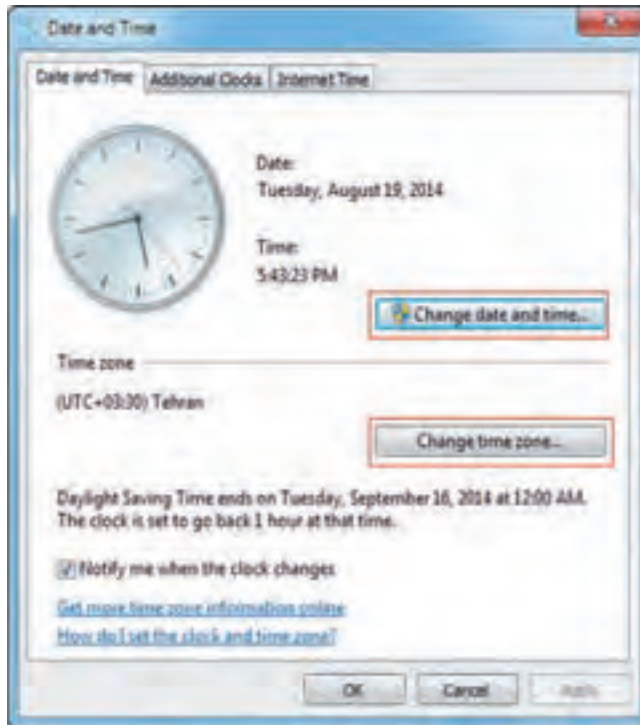 Date and Time
Date and Time
Additional Clocks
Internet Time
Date:
Tuesday, August 19, 2014
Time:
5:43:23 PM
Change date and time...
Time zone
(UTC+03:30) Tehran
Change time zone...
Daylight Saving Time ends on Tuesday, September 16, 2014 at 12:00 AM.
The clock is set to go back 1 hour at that time.
Notify me when the clock changes
Get more time zone information online
How do I set the clock and time zone?
OK
Cancel
Apply